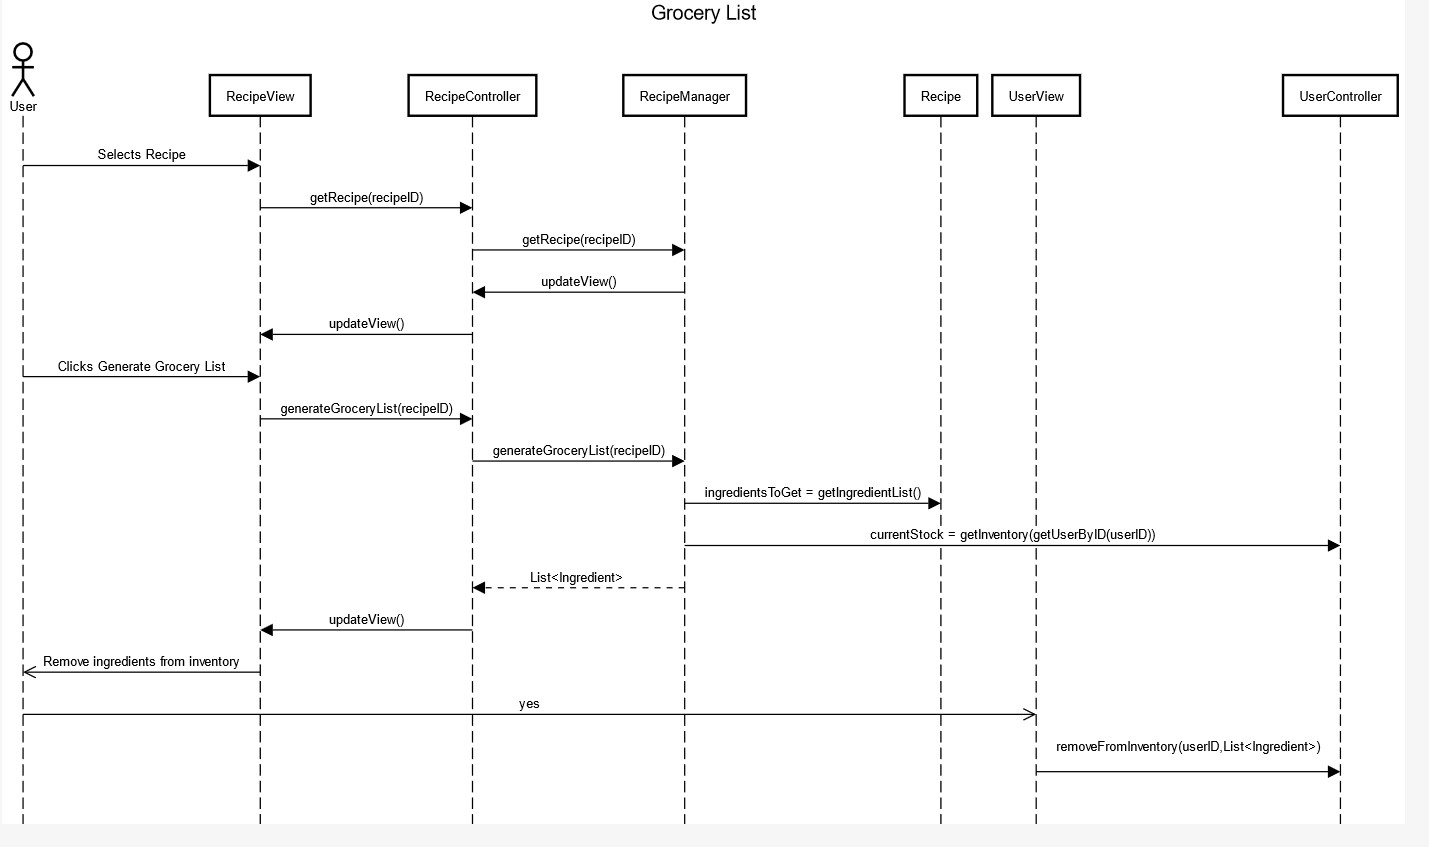 Grocery List
User
RecipeView
RecipeController
RecipeManager
Recipe
UserView
UserController
Selects Recipe
getRecipe(recipeID)
getRecipe(recipeID)
updateView()
updateView()
Clicks Generate Grocery List
generateGroceryList(recipeID)
generateGroceryList(recipeID)
ingredientsToGet = getIngredientList()
currentStock = getInventory(getUserByID(userID))
List<Ingredient>
updateView()
Remove ingredients from inventory
yes
removeFromInventory(userID,List<Ingredient>)